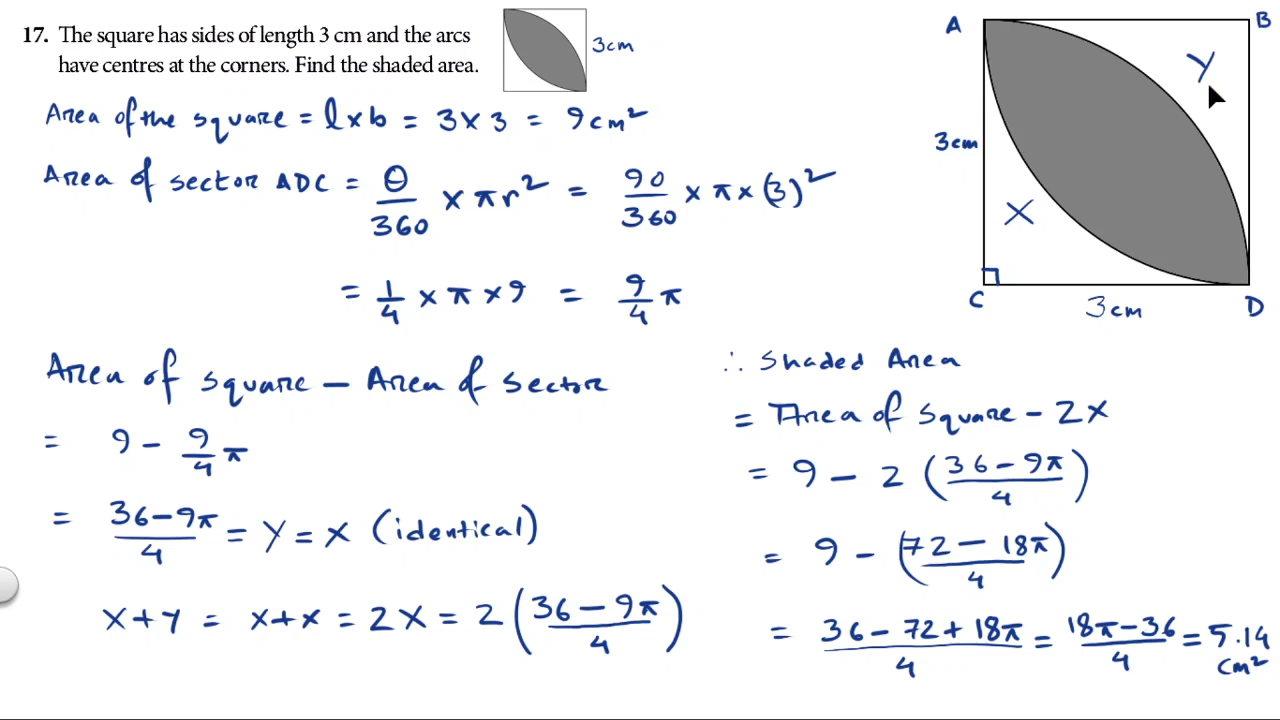 17. The square has sides of length 3 cm and the arcs
have centres at the corners. Find the shaded area.
3cm
Area of the square = l×b = 3×3 = 9cm²
Area of sector ADC = θ/360 × πr² = 90/360 × π × (3)²
= 1/4 × π × 9 = 9/4 π
Area of square - Area of sector
= 9 - 9/4 π
= (36-9π)/4 = Y = X (identical)
X+Y = X+X = 2X = 2((36-9π)/4)
A
B
Y
3cm
X
C
3cm
D
∴ Shaded Area
= Area of square - 2X
= 9 - 2((36-9π)/4)
= 9 - ((72-18π)/4)
= (36-72+18π)/4 = (18π-36)/4 = 5.14
cm²